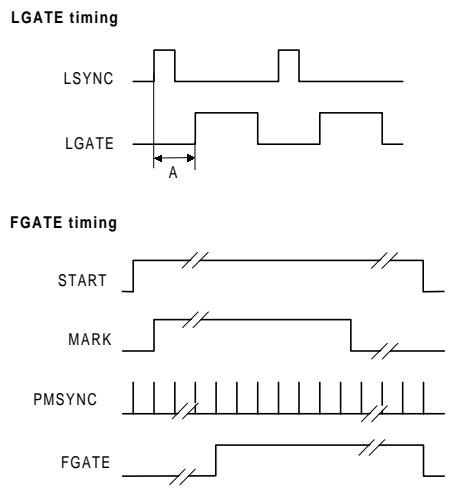 LGATE timing
LSYNC
LGATE
A
FGATE timing
START
MARK
PMSYNC
FGATE